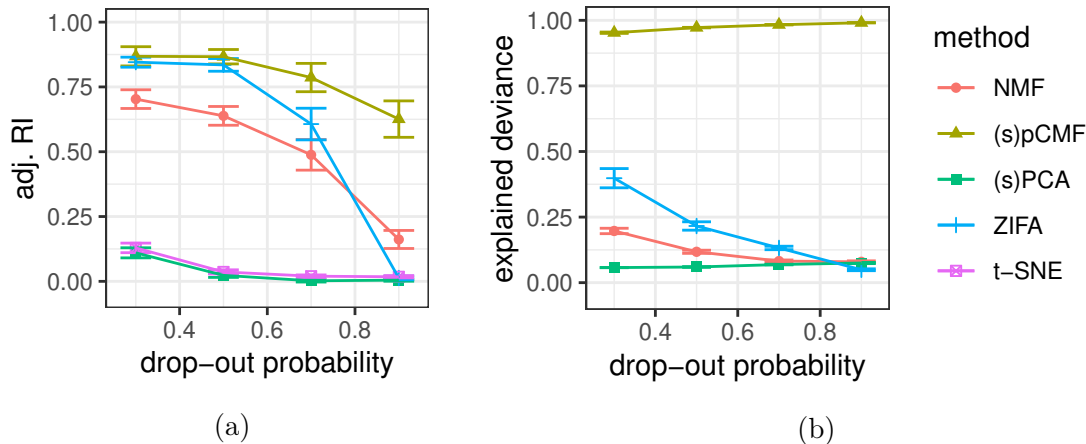 adj. RI
1.00
0.75
0.50
0.25
0.00
0.4 0.6 0.8
drop−out probability
(a)
explained deviance
1.00
0.75
0.50
0.25
0.00
0.4 0.6 0.8
drop−out probability
(b)
method
NMF
(s)pCMF
(s)PCA
ZIFA
t−SNE